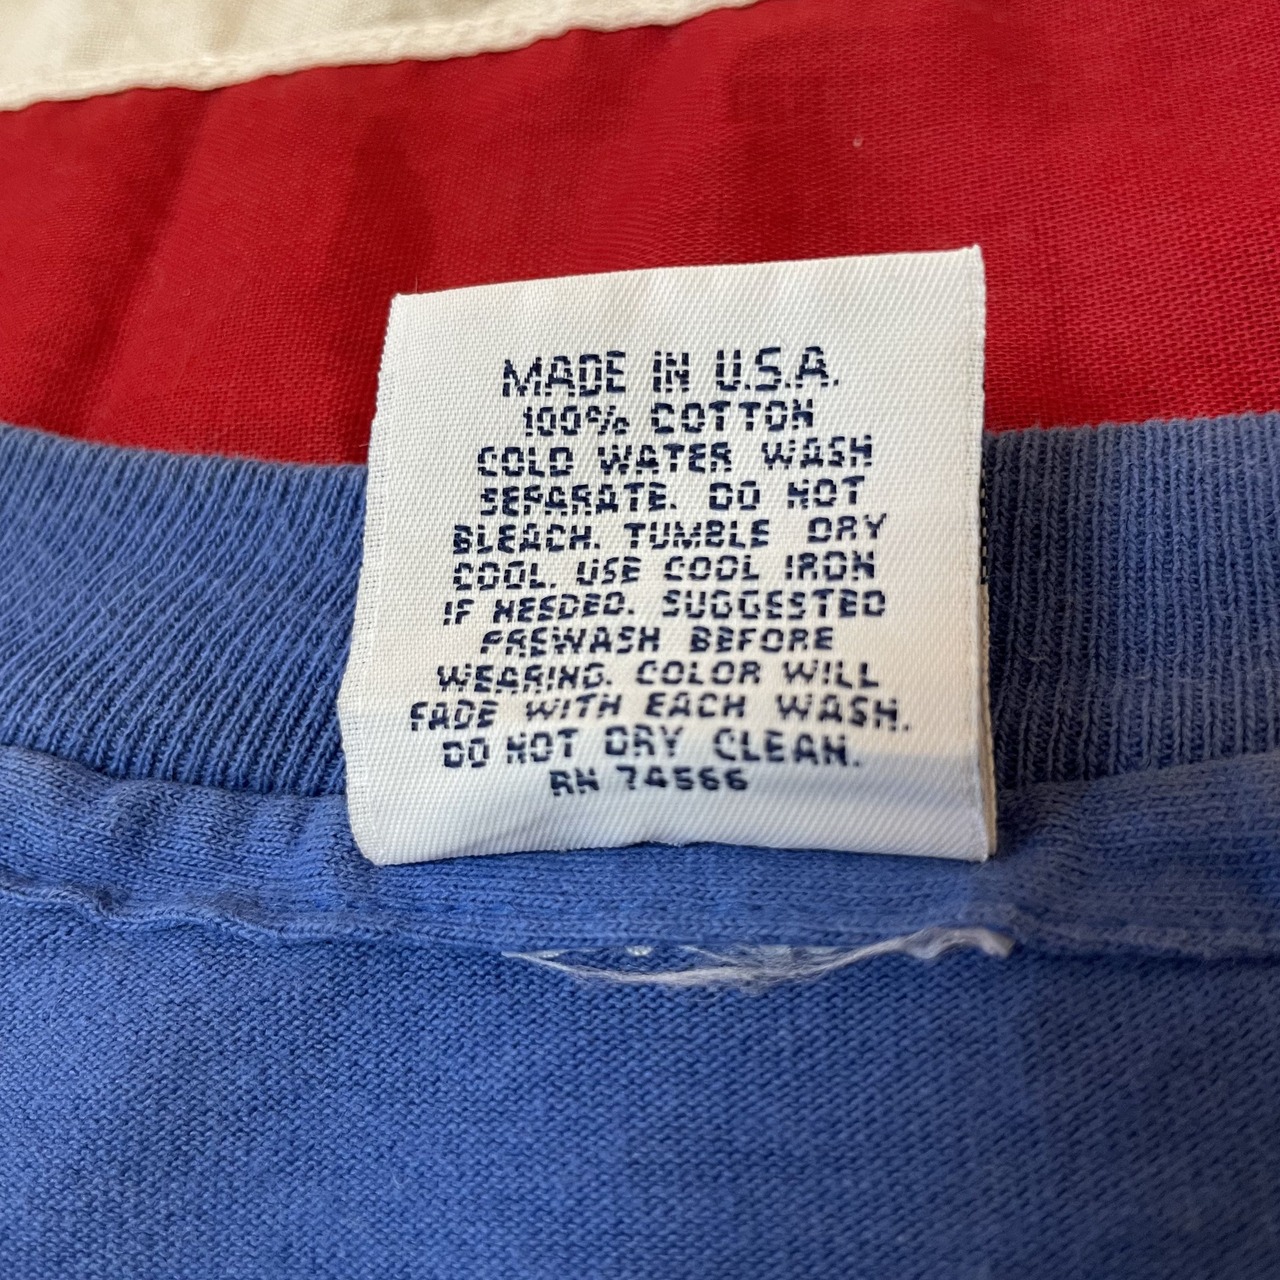 MADE IN U.S.A.
100% COTTON
COLD WATER WASH
SEPARATE. DO NOT
BLEACH. TUMBLE DRY
COOL. USE COOL IRON
IF NEEDED. SUGGESTED
PREWASH BEFORE
WEARING. COLOR WILL
FADE WITH EACH WASH.
DO NOT DRY CLEAN.
RN 74566